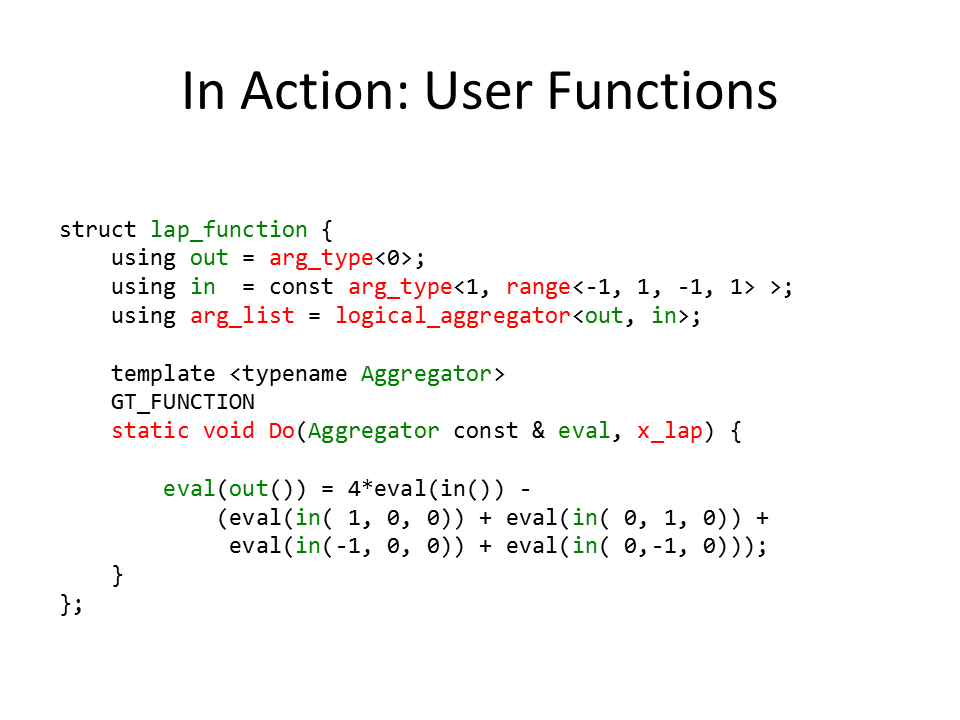 In Action: User Functions
struct lap_function {
    using out = arg_type<0>;
    using in  = const arg_type<1, range<-1, 1, -1, 1> >;
    using arg_list = logical_aggregator<out, in>;
    template <typename Aggregator>
    GT_FUNCTION
    static void Do(Aggregator const & eval, x_lap) {
        eval(out()) = 4*eval(in()) -
            (eval(in( 1, 0, 0)) + eval(in( 0, 1, 0)) +
             eval(in(-1, 0, 0)) + eval(in( 0,-1, 0)));
    }
};